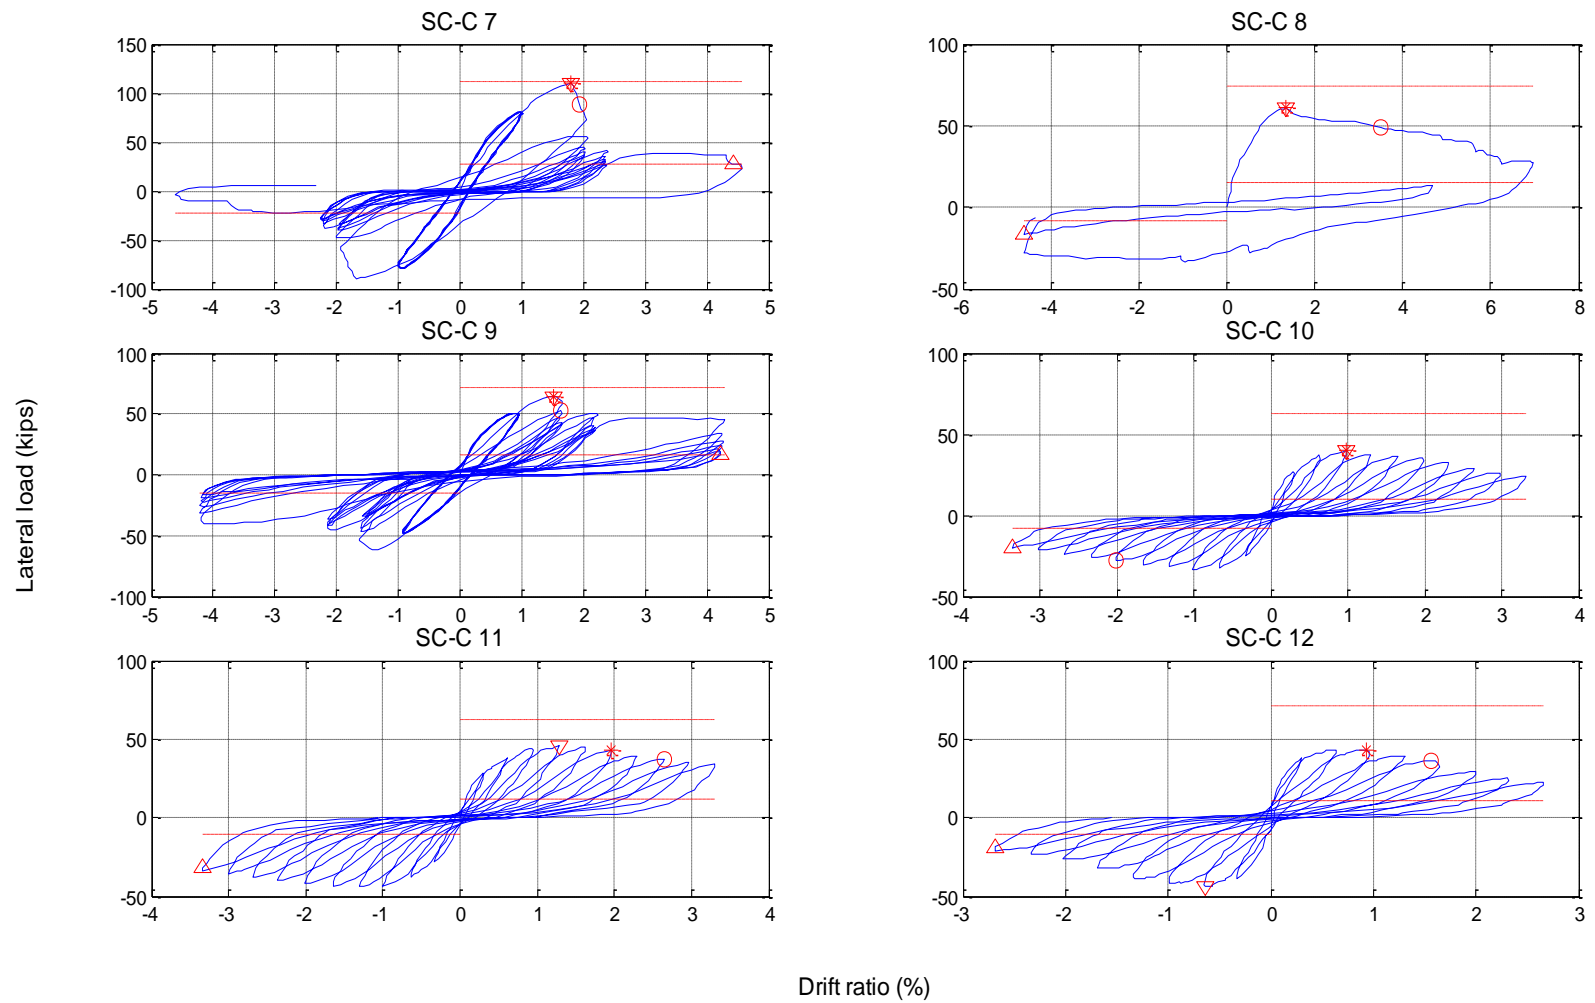 SC-C 7
150
100
50
0
-50
-100
-5 -4 -3 -2 -1 0 1 2 3 4 5
SC-C 8
100
50
0
-50
-6 -4 -2 0 2 4 6 8
SC-C 9
100
50
0
-50
-100
-5 -4 -3 -2 -1 0 1 2 3 4 5
SC-C 10
100
50
0
-50
-4 -3 -2 -1 0 1 2 3 4
SC-C 11
100
50
0
-50
-4 -3 -2 -1 0 1 2 3 4
SC-C 12
100
50
0
-50
-3 -2 -1 0 1 2 3
Lateral load (kips)
Drift ratio (%)